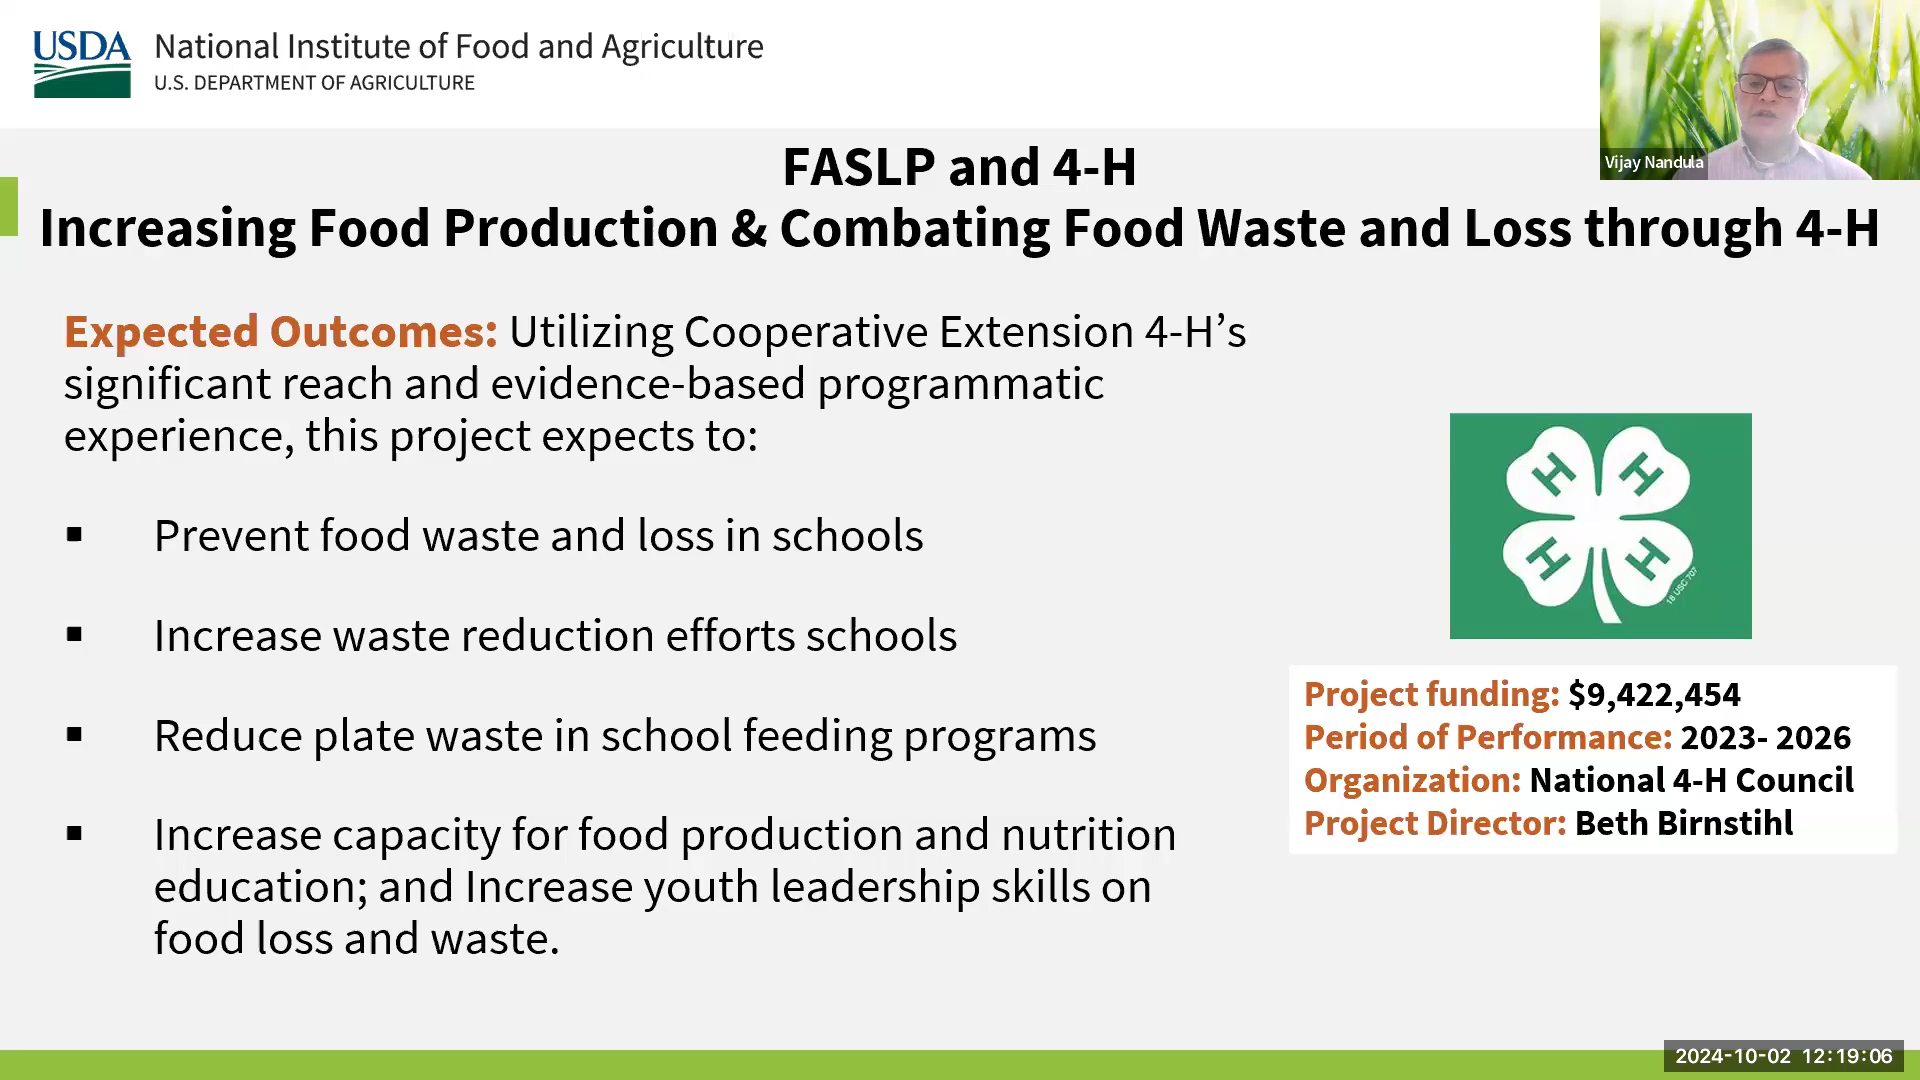 USDA
National Institute of Food and Agriculture
U.S. DEPARTMENT OF AGRICULTURE
Vijay Nandula
FASLP and 4-H
Increasing Food Production & Combating Food Waste and Loss through 4-H
Expected Outcomes: Utilizing Cooperative Extension 4-H’s
significant reach and evidence-based programmatic
experience, this project expects to:
▪ Prevent food waste and loss in schools
▪ Increase waste reduction efforts schools
▪ Reduce plate waste in school feeding programs
▪ Increase capacity for food production and nutrition
education; and Increase youth leadership skills on
food loss and waste.
H H
H H
18 USC 707
Project funding: $9,422,454
Period of Performance: 2023- 2026
Organization: National 4-H Council
Project Director: Beth Birnstihl
2024-10-02 12:19:06